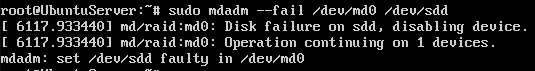 root@UbuntuServer:~# sudo mdadm --fail /dev/md0 /dev/sdd
[ 6117.933440] md/raid:md0: Disk failure on sdd, disabling device.
[ 6117.933440] md/raid:md0: Operation continuing on 1 devices.
mdadm: set /dev/sdd faulty in /dev/md0
root@UbuntuServer:~#